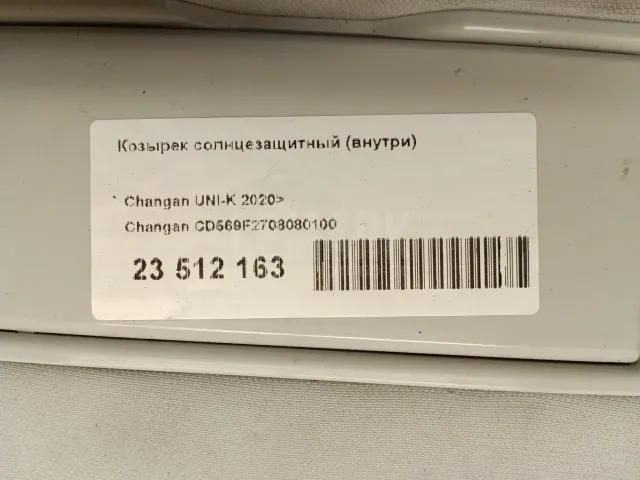 Козырек солнцезащитный (внутри)
Changan UNI-K 2020>
Changan CD569F2708080100
23 512 163